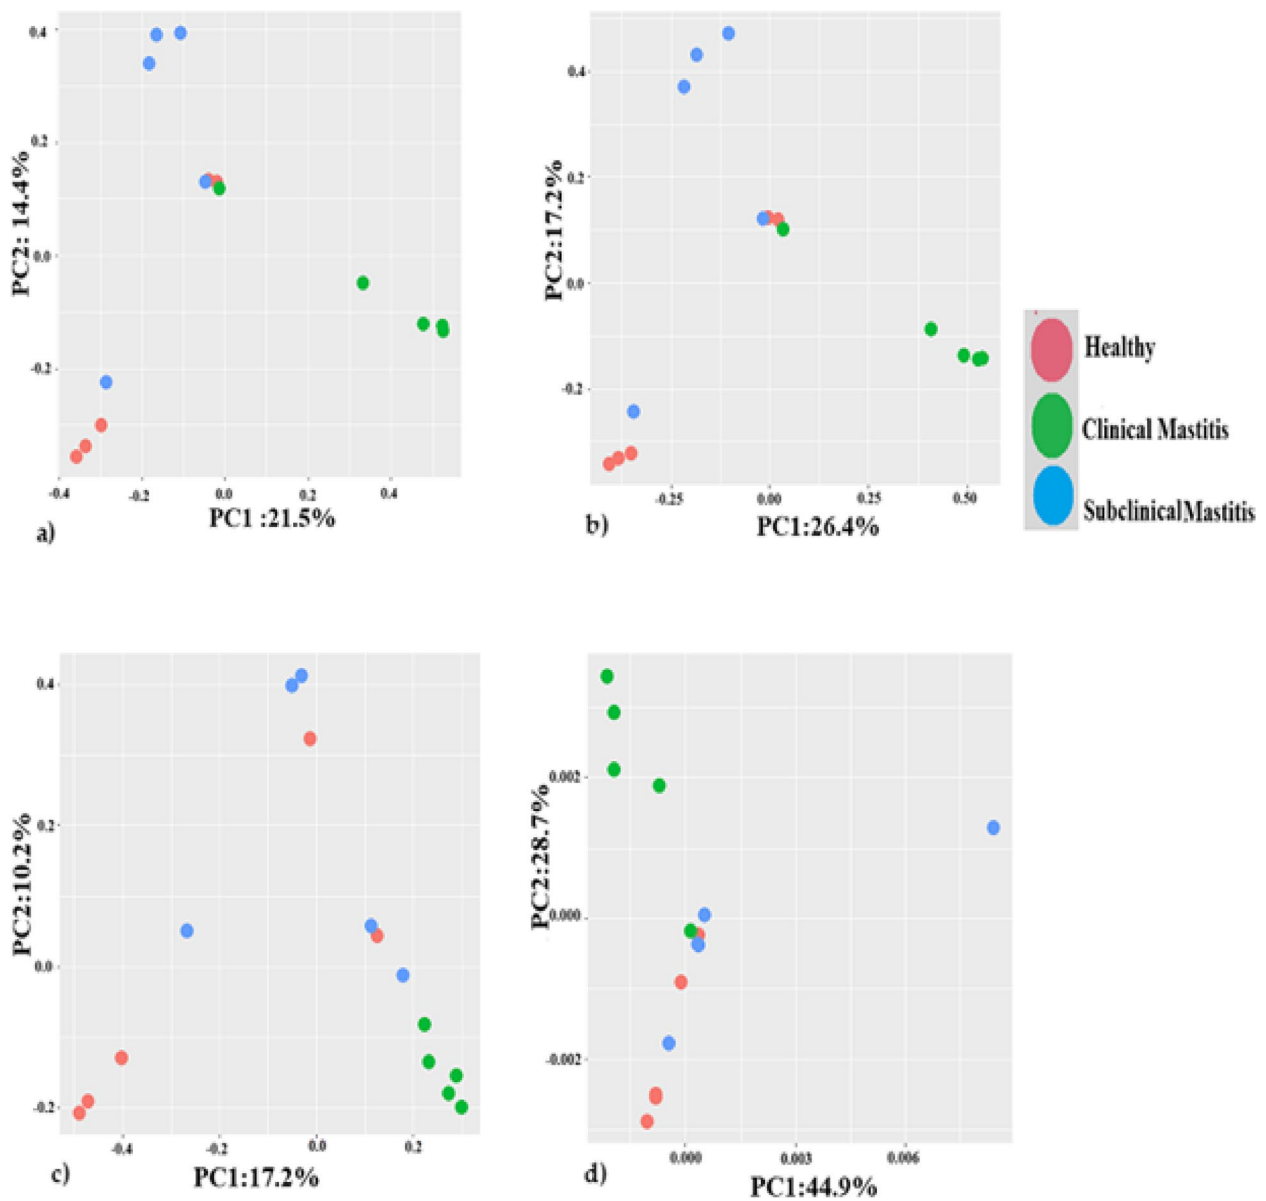 0.4
0.2
0.0
-0.2
PC2: 14.4%
-0.4 -0.2 0.0 0.2 0.4
PC1 :21.5%
a)
0.4
0.2
0.0
-0.2
PC2:17.2%
-0.25 0.00 0.25 0.50
PC1:26.4%
b)
Healthy
Clinical Mastitis
Subclinical Mastitis
0.4
0.2
0.0
-0.2
PC2:10.2%
-0.4 -0.2 0.0 0.2
PC1:17.2%
c)
0.002
0.000
-0.002
PC2:28.7%
0.000 0.003 0.006
PC1:44.9%
d)